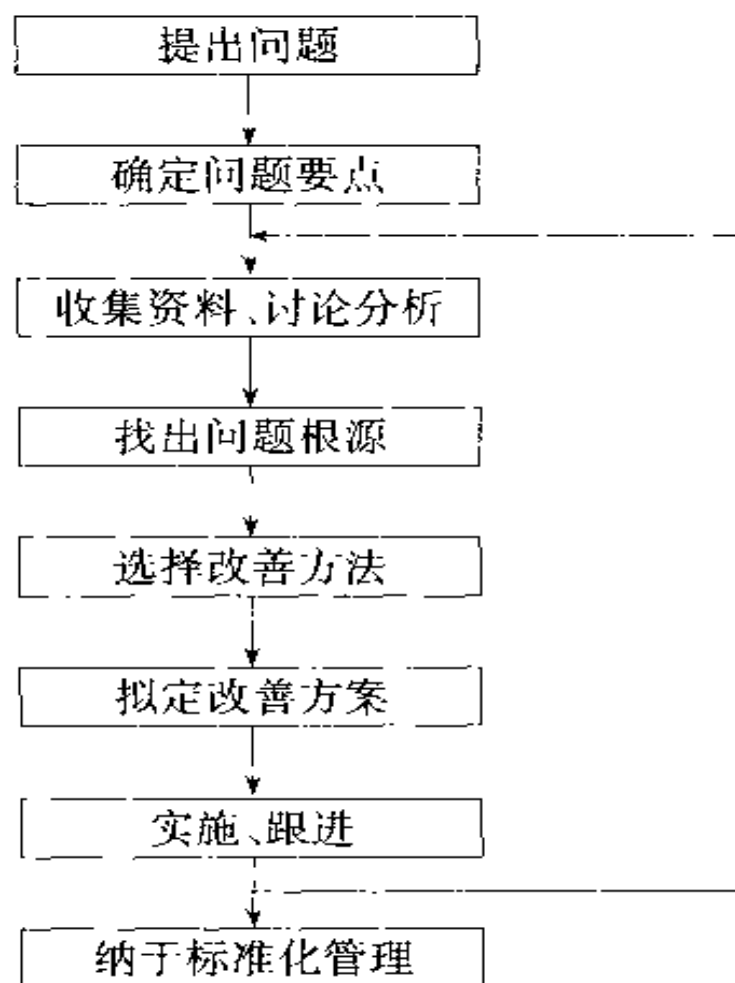 提出问题
确定问题要点
收集资料、讨论分析
找出问题根源
选择改善方法
拟定改善方案
实施、跟进
纳于标准化管理